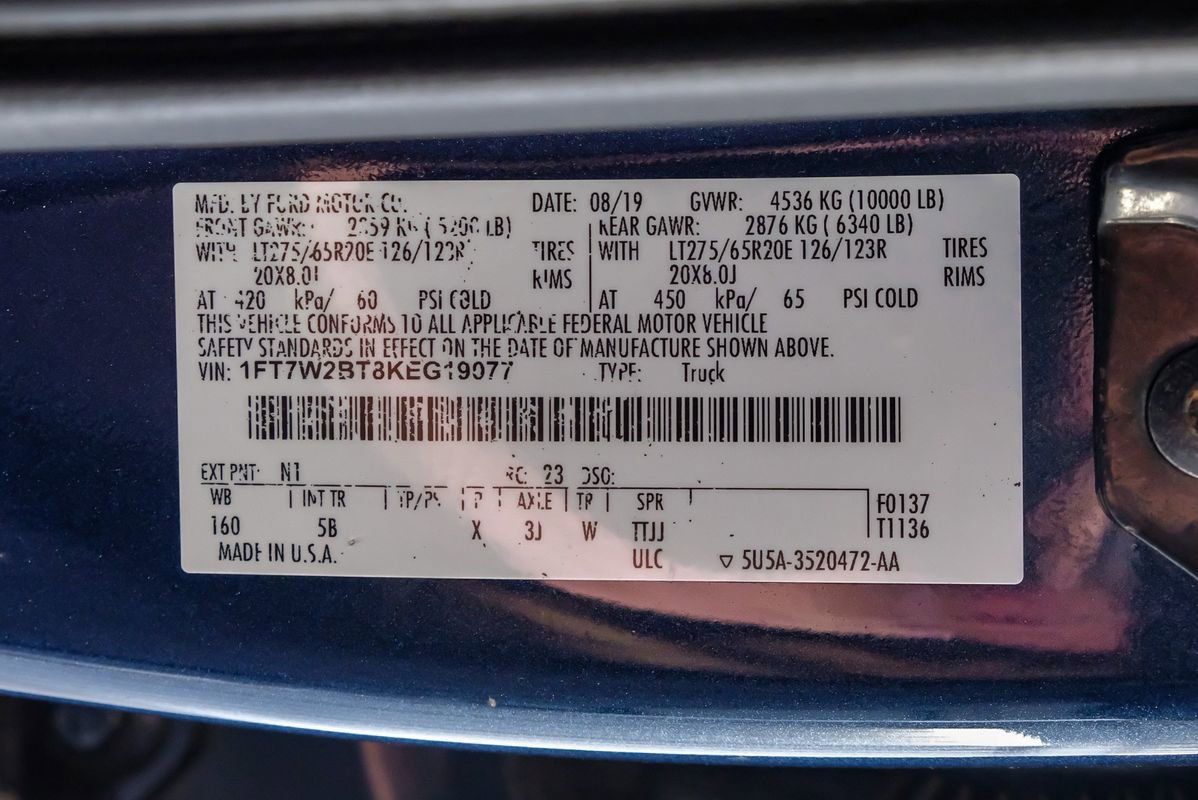 MFD. BY FORD MOTOR CO. DATE: 08/19 GVWR: 4536 KG (10000 LB)
FRONT GAWR: 2359 KG ( 5200 LB) REAR GAWR: 2876 KG ( 6340 LB)
WITH LT275/65R20E 126/123R TIRES WITH LT275/65R20E 126/123R TIRES
20X8.0J RIMS 20X8.0J RIMS
AT 420 kPa/ 60 PSI COLD AT 450 kPa/ 65 PSI COLD
THIS VEHICLE CONFORMS TO ALL APPLICABLE FEDERAL MOTOR VEHICLE
SAFETY STANDARDS IN EFFECT ON THE DATE OF MANUFACTURE SHOWN ABOVE.
VIN: 1FT7W2BT8KEG19077 TYPE: Truck
EXT PNT: N1 RC: 23 DSO:
WB INT TR TP/PS R AXLE TR SPR F0137
160 5B X 3J W TTJJ T1136
MADE IN U.S.A. ULC ▽ 5U5A-3520472-AA